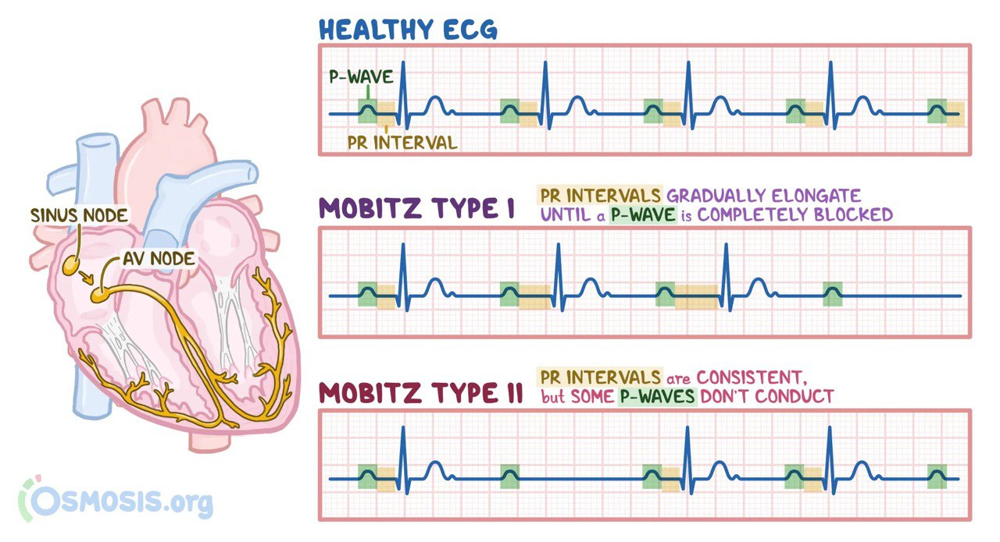 HEALTHY ECG
P-WAVE
PR INTERVAL
SINUS NODE
AV NODE
MOBITZ TYPE I
PR INTERVALS GRADUALLY ELONGATE
UNTIL a P-WAVE is COMPLETELY BLOCKED
MOBITZ TYPE II
PR INTERVALS are CONSISTENT,
but SOME P-WAVES DON'T CONDUCT
OSMOSIS.org